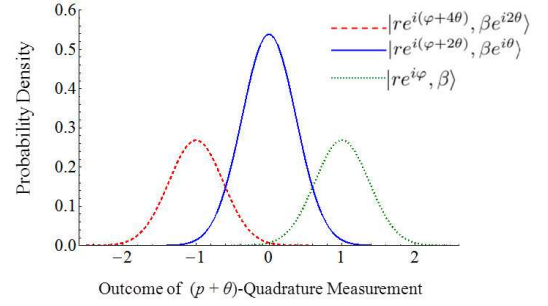 0.6
0.5
0.4
0.3
0.2
0.1
0.0
Probability Density
|re^{i(φ+4θ)}, βe^{i2θ}⟩
|re^{i(φ+2θ)}, βe^{iθ}⟩
|re^{iφ}, β⟩
−2 −1 0 1 2
Outcome of (p + θ)-Quadrature Measurement